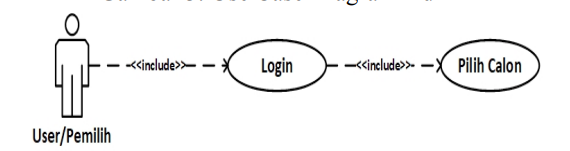 <<include>>
Login
<<include>>
Pilih Calon
User/Pemilih